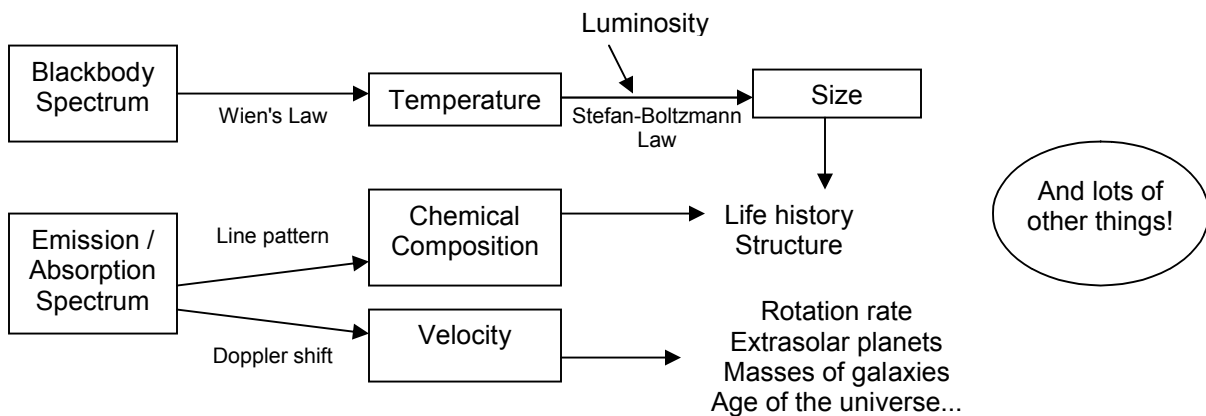 Luminosity
Blackbody
Spectrum
Wien's Law
Temperature
Stefan-Boltzmann
Law
Size
And lots of
other things!
Emission /
Absorption
Spectrum
Line pattern
Chemical
Composition
Life history
Structure
Doppler shift
Velocity
Rotation rate
Extrasolar planets
Masses of galaxies
Age of the universe...